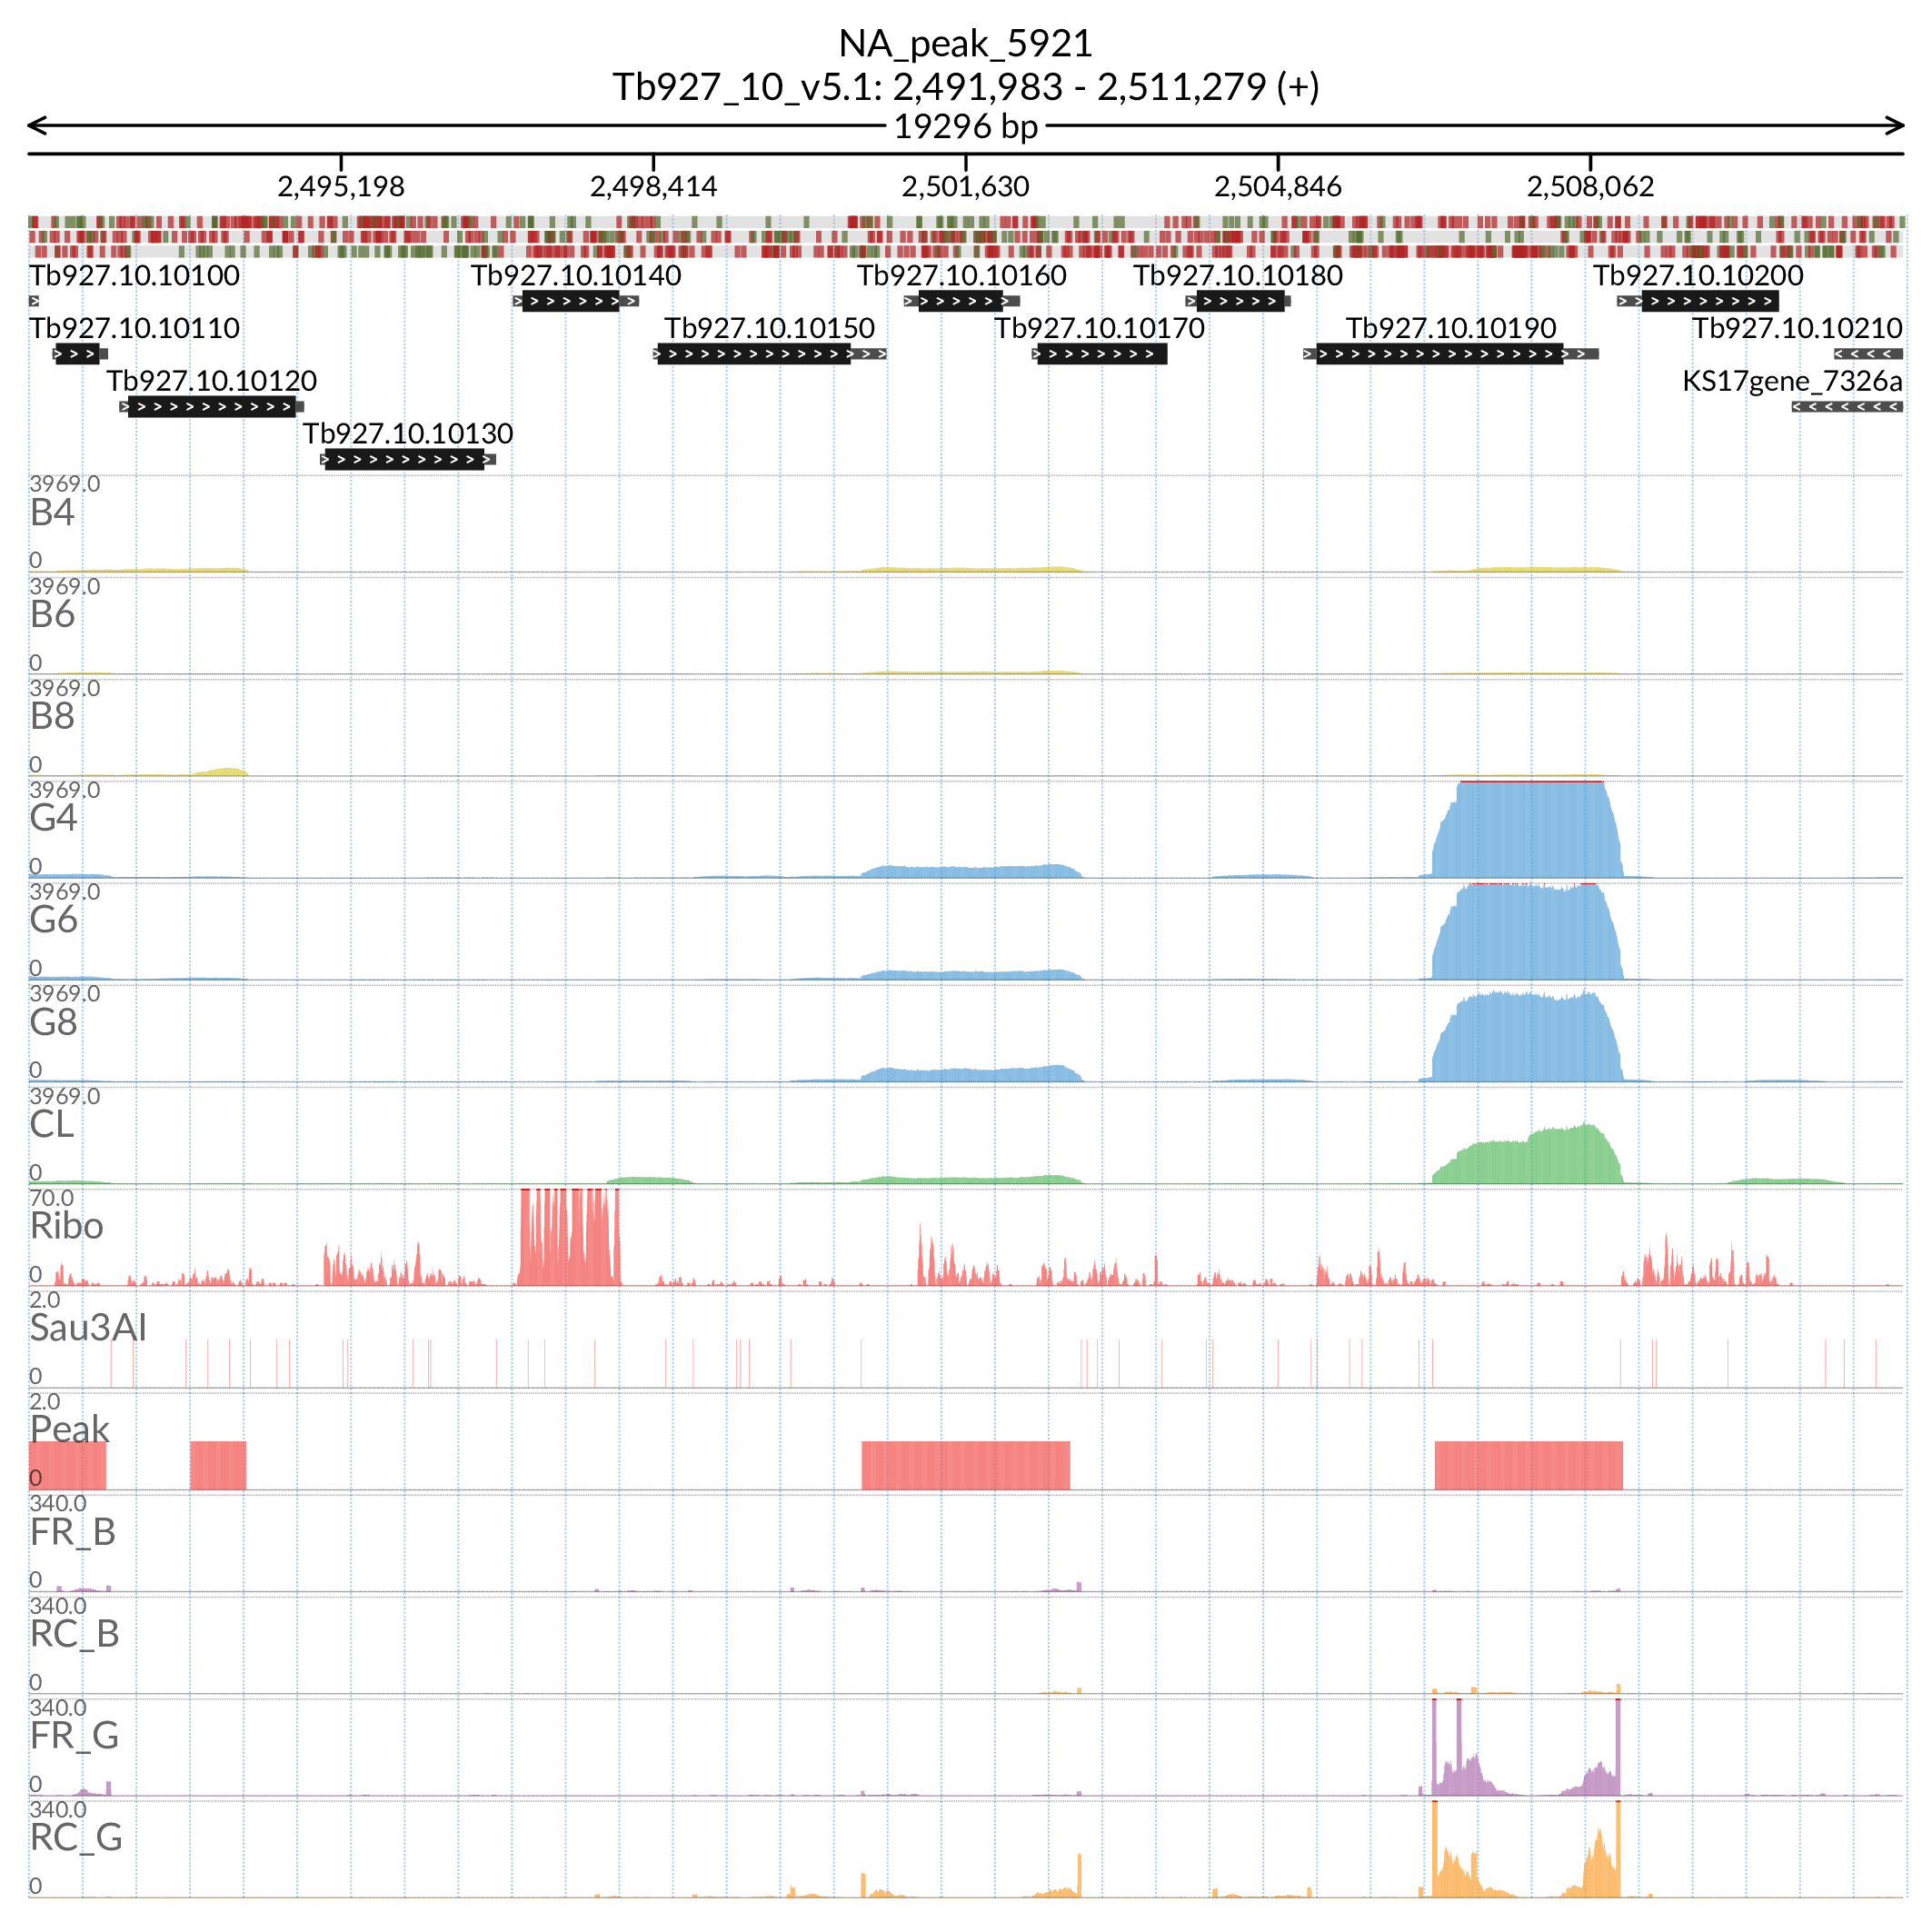 NA_peak_5921
Tb927_10_v5.1: 2,491,983 - 2,511,279 (+)
19296 bp
2,495,198 2,498,414 2,501,630 2,504,846 2,508,062
Tb927.10.10100 Tb927.10.10140 Tb927.10.10160 Tb927.10.10180 Tb927.10.10200
Tb927.10.10110 Tb927.10.10150 Tb927.10.10170 Tb927.10.10190 Tb927.10.10210
Tb927.10.10120 KS17gene_7326a
Tb927.10.10130
3969.0
B4
0
3969.0
B6
0
3969.0
B8
0
3969.0
G4
0
3969.0
G6
0
3969.0
G8
0
3969.0
CL
0
70.0
Ribo
0
2.0
Sau3AI
0
2.0
Peak
0
340.0
FR_B
0
340.0
RC_B
0
340.0
FR_G
0
340.0
RC_G
0